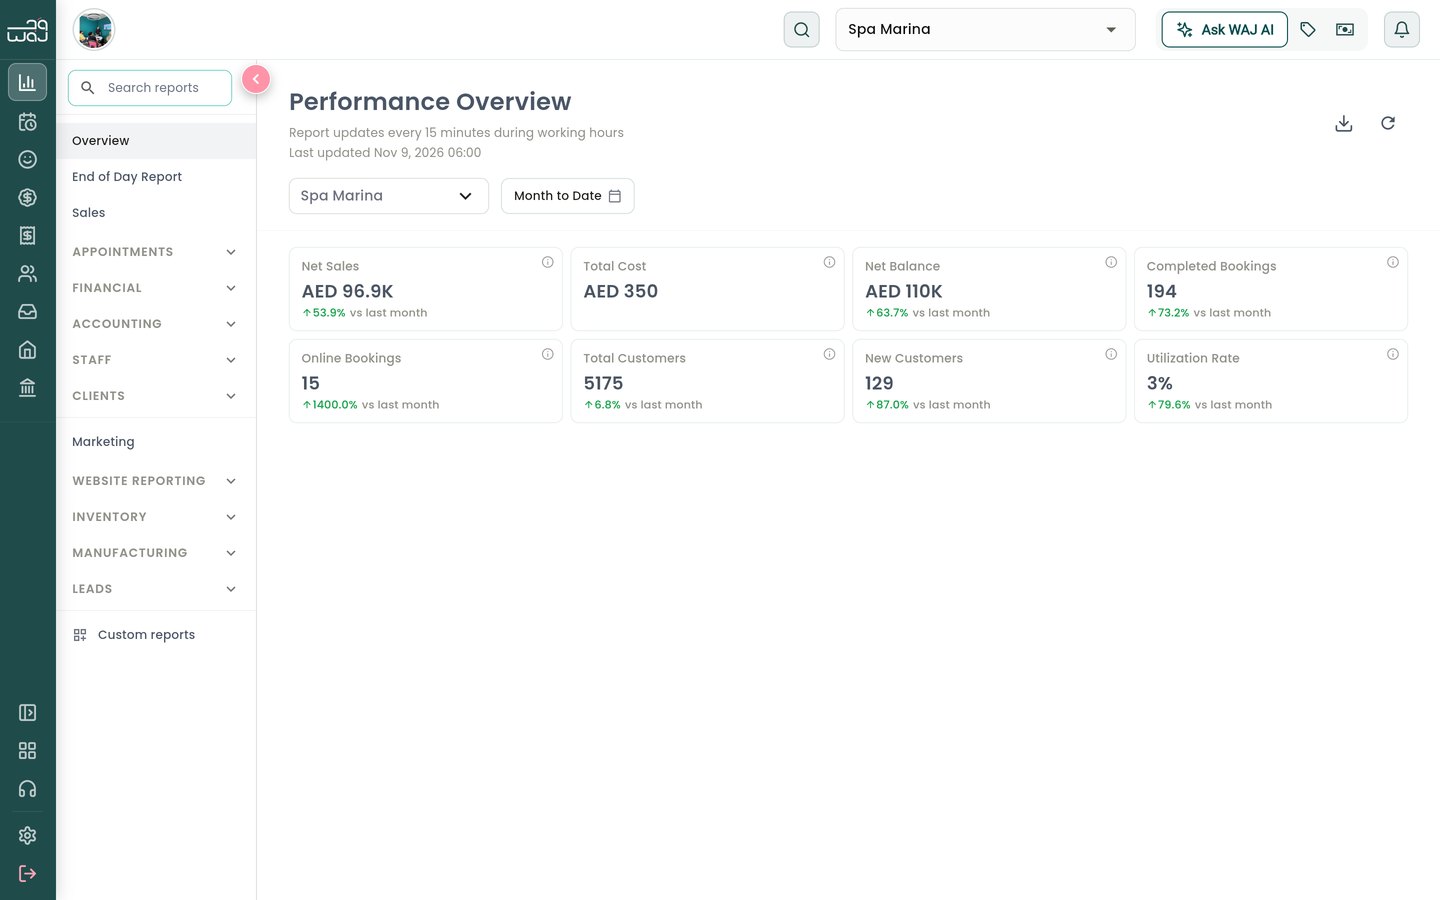 waj
Spa Marina
Ask WAJ AI
Search reports
Overview
End of Day Report
Sales
APPOINTMENTS
FINANCIAL
ACCOUNTING
STAFF
CLIENTS
Marketing
WEBSITE REPORTING
INVENTORY
MANUFACTURING
LEADS
Custom reports
Performance Overview
Report updates every 15 minutes during working hours
Last updated Nov 9, 2026 06:00
Spa Marina
Month to Date
Net Sales
AED 96.9K
↑53.9% vs last month
Total Cost
AED 350
Net Balance
AED 110K
↑63.7% vs last month
Completed Bookings
194
↑73.2% vs last month
Online Bookings
15
↑1400.0% vs last month
Total Customers
5175
↑6.8% vs last month
New Customers
129
↑87.0% vs last month
Utilization Rate
3%
↑79.6% vs last month